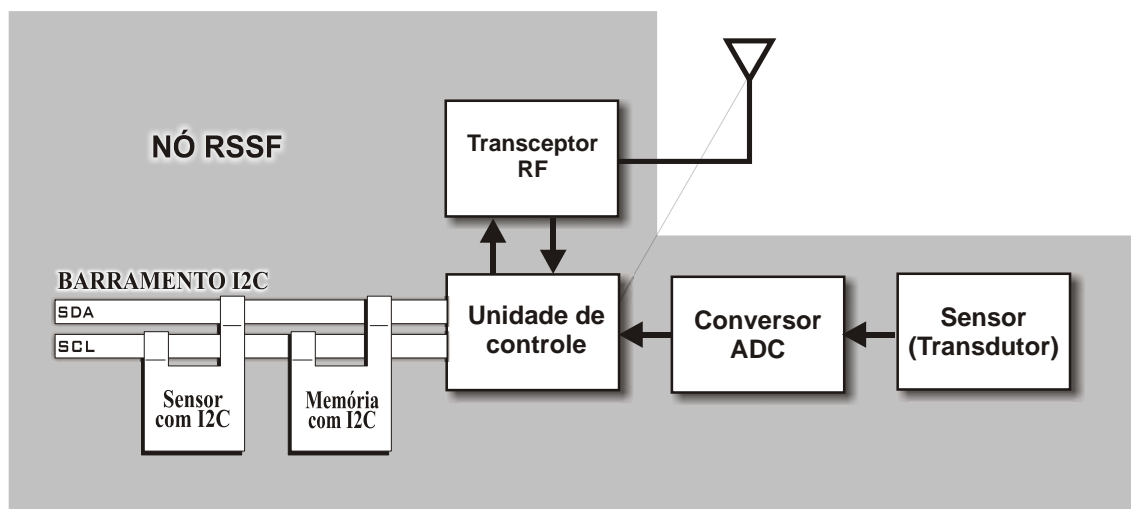 NÓ RSSF
Transceptor
RF
BARRAMENTO I2C
SDA
SCL
Unidade de
controle
Conversor
ADC
Sensor
(Transdutor)
Sensor
com I2C
Memória
com I2C